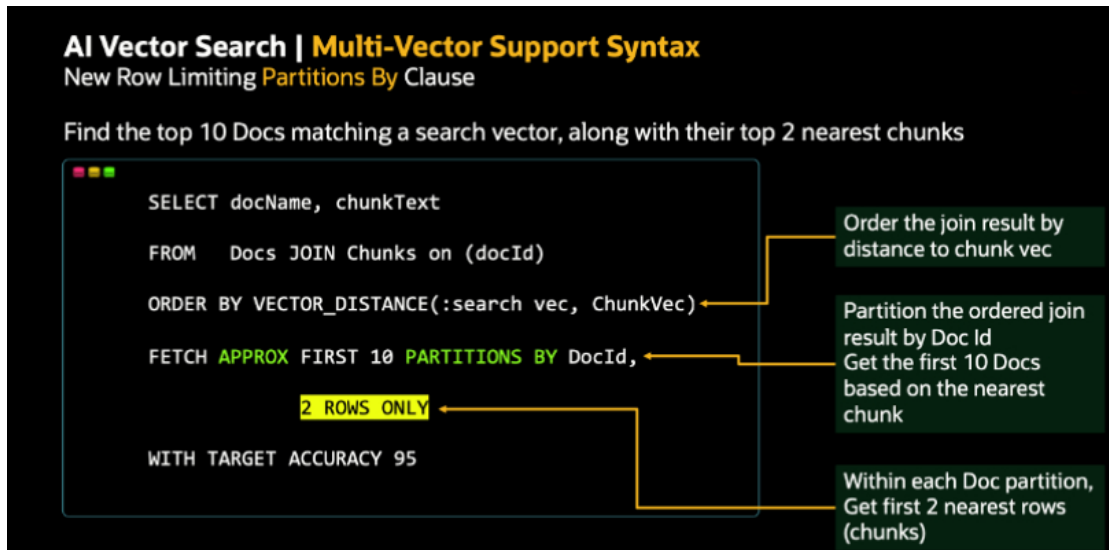 AI Vector Search | Multi-Vector Support Syntax
New Row Limiting Partitions By Clause
Find the top 10 Docs matching a search vector, along with their top 2 nearest chunks
SELECT docName, chunkText
FROM Docs JOIN Chunks on (docId)
ORDER BY VECTOR_DISTANCE(:search vec, ChunkVec)
FETCH APPROX FIRST 10 PARTITIONS BY DocId,
2 ROWS ONLY
WITH TARGET ACCURACY 95
Order the join result by
distance to chunk vec
Partition the ordered join
result by Doc Id
Get the first 10 Docs
based on the nearest
chunk
Within each Doc partition,
Get first 2 nearest rows
(chunks)